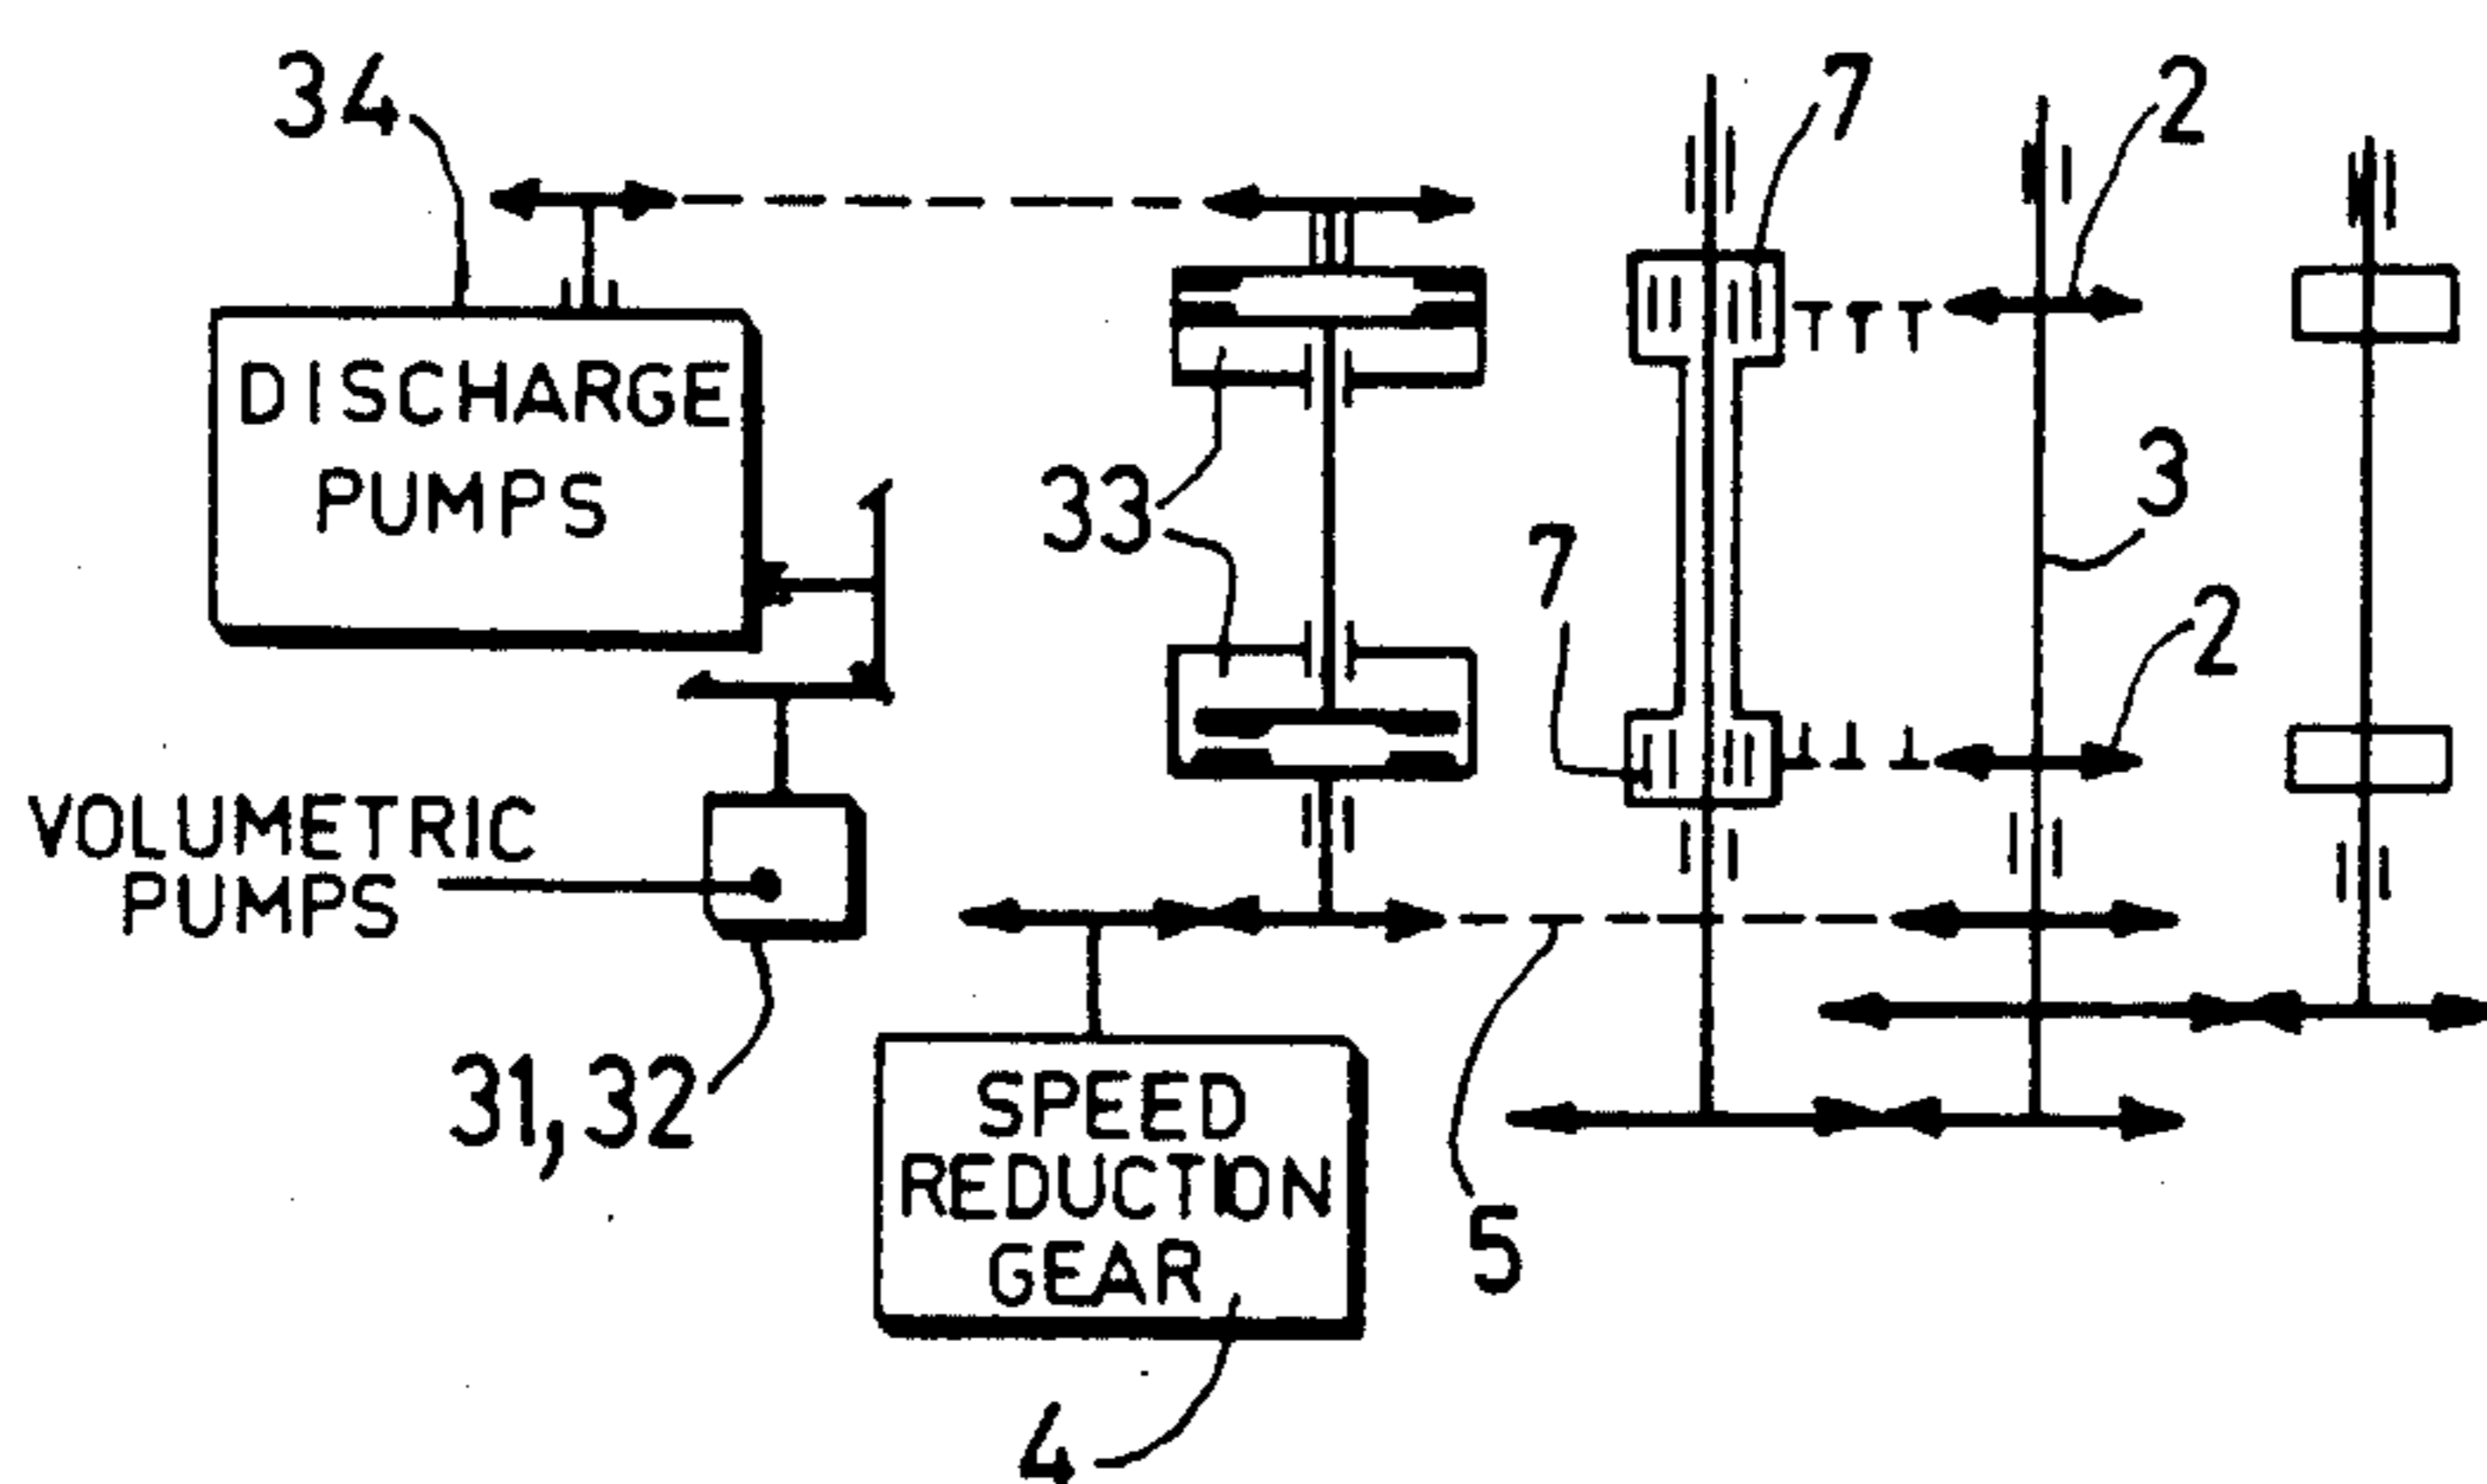 34
7
2
DISCHARGE
PUMPS
33
3
7
2
VOLUMETRIC
PUMPS
31,32
SPEED
REDUCTION
GEAR
5
4